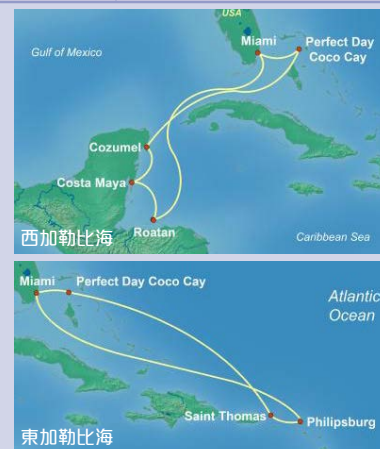 USA
Miami
Perfect Day
Coco Cay
Gulf of Mexico
Cozumel
Costa Maya
Roatan
西加勒比海
Caribbean Sea
Miami
Perfect Day Coco Cay
Atlantic
Ocean
Saint Thomas
Philipsburg
東加勒比海